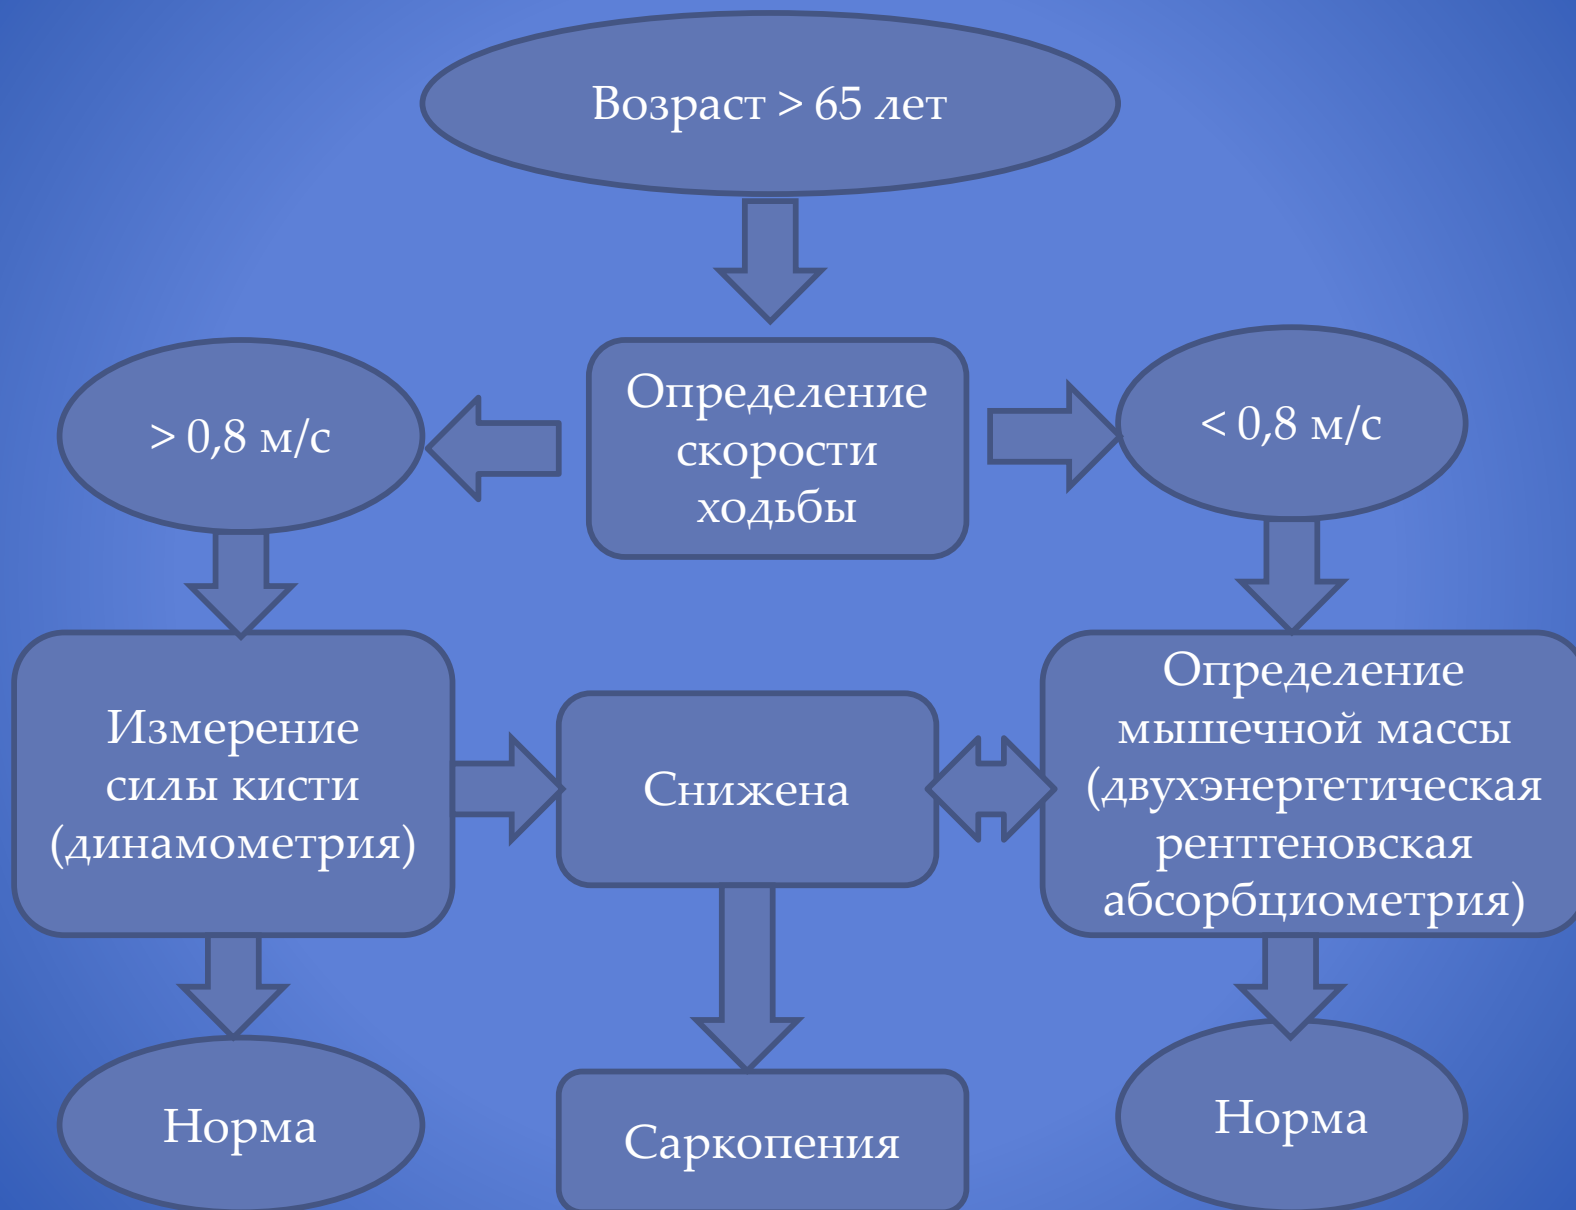 Возраст > 65 лет
> 0,8 м/с
Определение
скорости
ходьбы
< 0,8 м/с
Измерение
силы кисти
(динамометрия)
Снижена
Определение
мышечной массы
(двухэнергетическая
рентгеновская
абсорбциометрия)
Норма
Саркопения
Норма